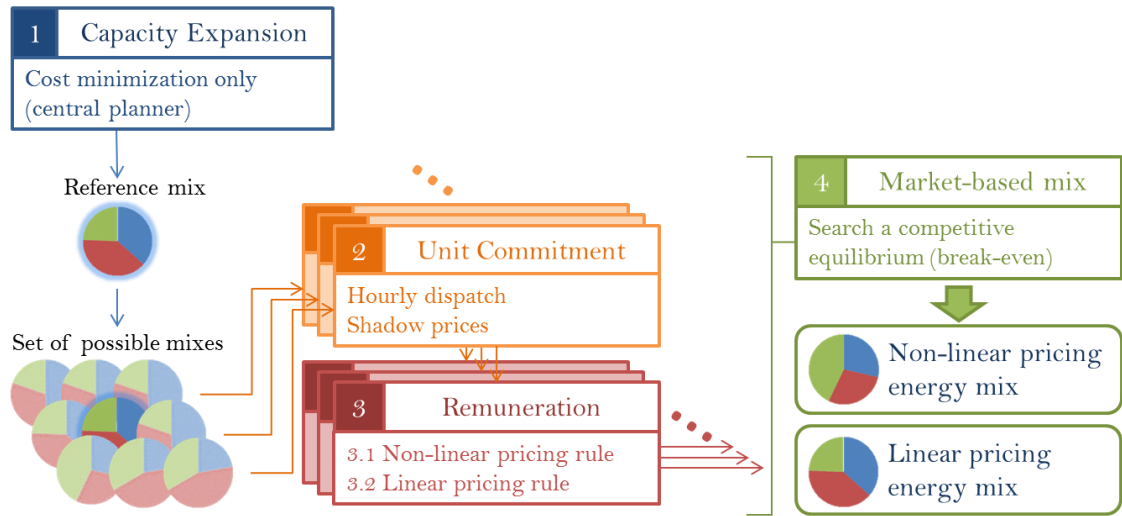 1 Capacity Expansion
Cost minimization only
(central planner)
Reference mix
Set of possible mixes
2 Unit Commitment
Hourly dispatch
Shadow prices
3 Remuneration
3.1 Non-linear pricing rule
3.2 Linear pricing rule
4 Market-based mix
Search a competitive
equilibrium (break-even)
Non-linear pricing
energy mix
Linear pricing
energy mix